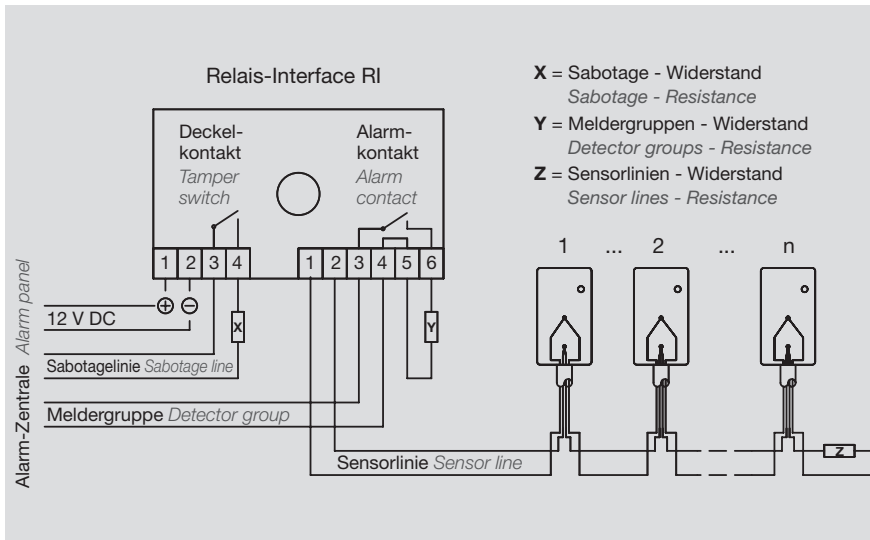 Relais-Interface RI
X = Sabotage - Widerstand
Sabotage - Resistance
Y = Meldergruppen - Widerstand
Detector groups - Resistance
Z = Sensorlinien - Widerstand
Sensor lines - Resistance
Deckel-
kontakt
Tamper
switch
Alarm-
kontakt
Alarm
contact
1 2 3 4
1 2 3 4 5 6
1 ... 2 ... n
+ −
12 V DC
X
Y
Sabotagelinie Sabotage line
Meldergruppe Detector group
Sensorlinie Sensor line
Z
Alarm-Zentrale Alarm panel